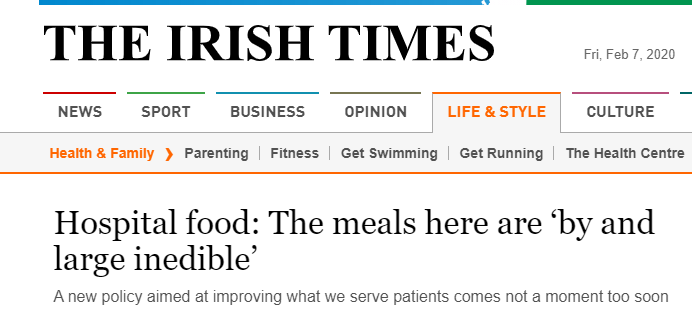 THE IRISH TIMES
Fri, Feb 7, 2020
NEWS SPORT BUSINESS OPINION LIFE & STYLE CULTURE
Health & Family ❯ Parenting Fitness Get Swimming Get Running The Health Centre
Hospital food: The meals here are ‘by and
large inedible’
A new policy aimed at improving what we serve patients comes not a moment too soon